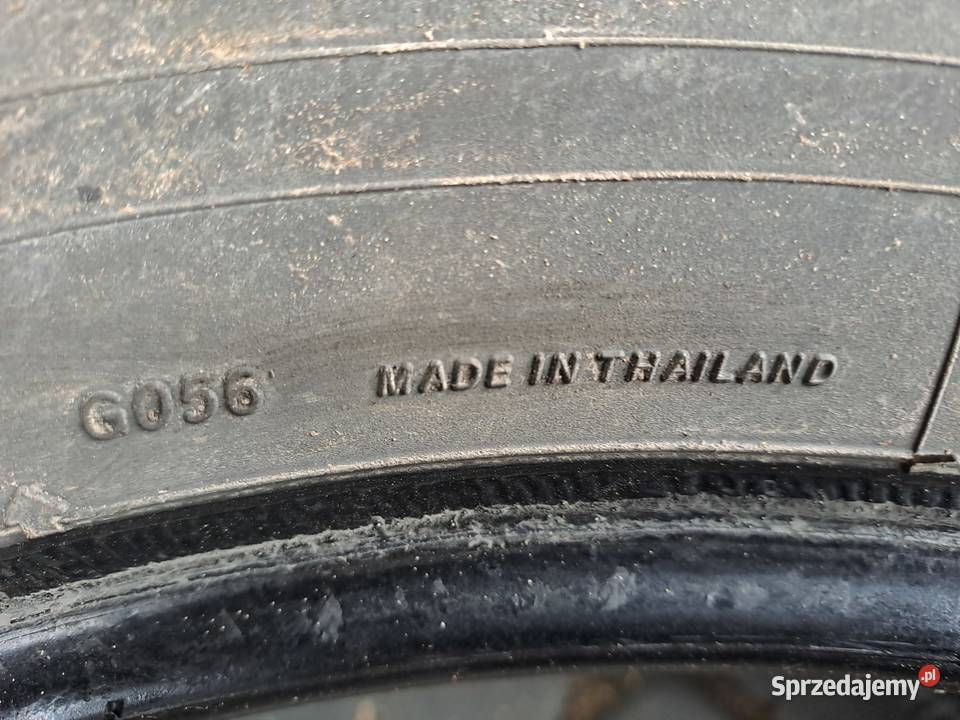 G056 MADE IN THAILAND
Sprzedajemy.pl